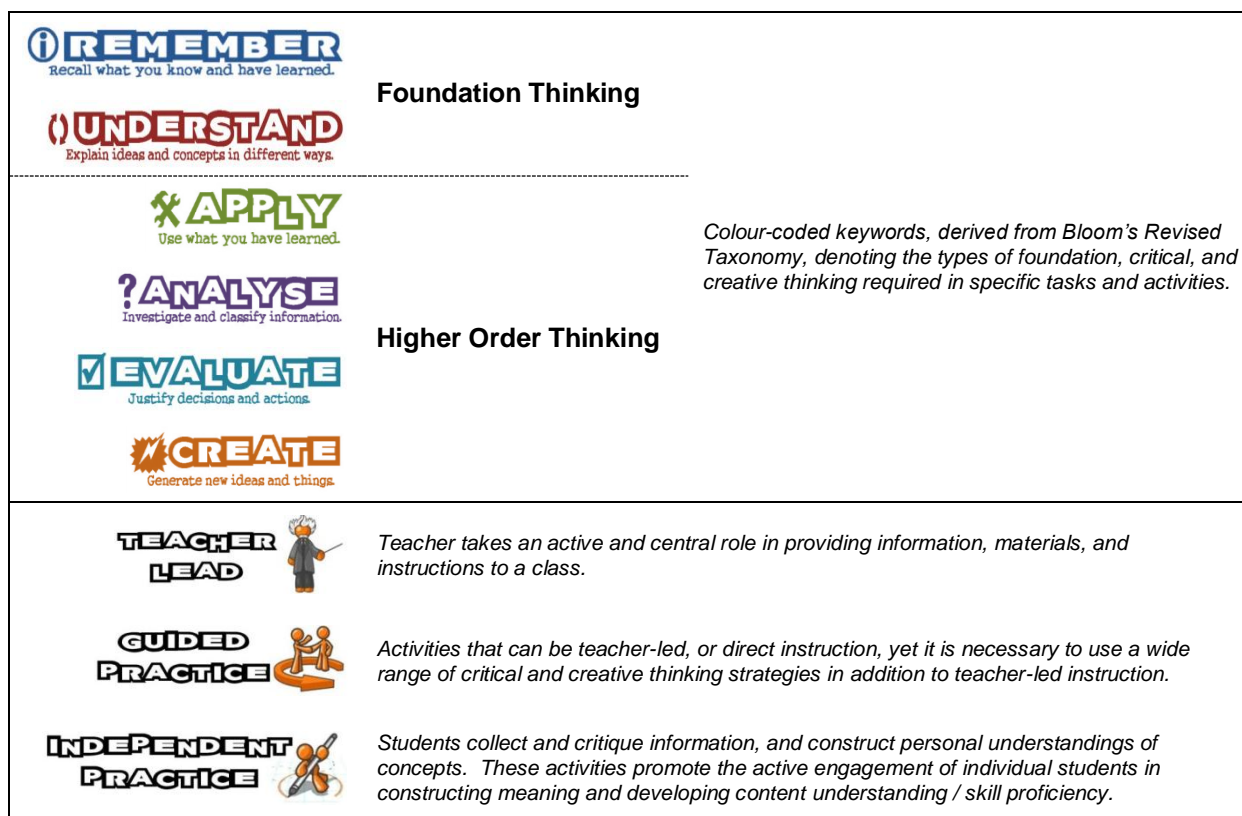 REMEMBER
Recall what you know and have learned.
Foundation Thinking
UNDERSTAND
Explain ideas and concepts in different ways.
APPLY
Use what you have learned.
Colour-coded keywords, derived from Bloom's Revised
Taxonomy, denoting the types of foundation, critical, and
creative thinking required in specific tasks and activities.
ANALYSE
Investigate and classify information.
Higher Order Thinking
EVALUATE
Justify decisions and actions.
CREATE
Generate new ideas and things.
TEACHER
LEAD
Teacher takes an active and central role in providing information, materials, and
instructions to a class.
GUIDED
PRACTICE
Activities that can be teacher-led, or direct instruction, yet it is necessary to use a wide
range of critical and creative thinking strategies in addition to teacher-led instruction.
INDEPENDENT
PRACTICE
Students collect and critique information, and construct personal understandings of
concepts.  These activities promote the active engagement of individual students in
constructing meaning and developing content understanding / skill proficiency.